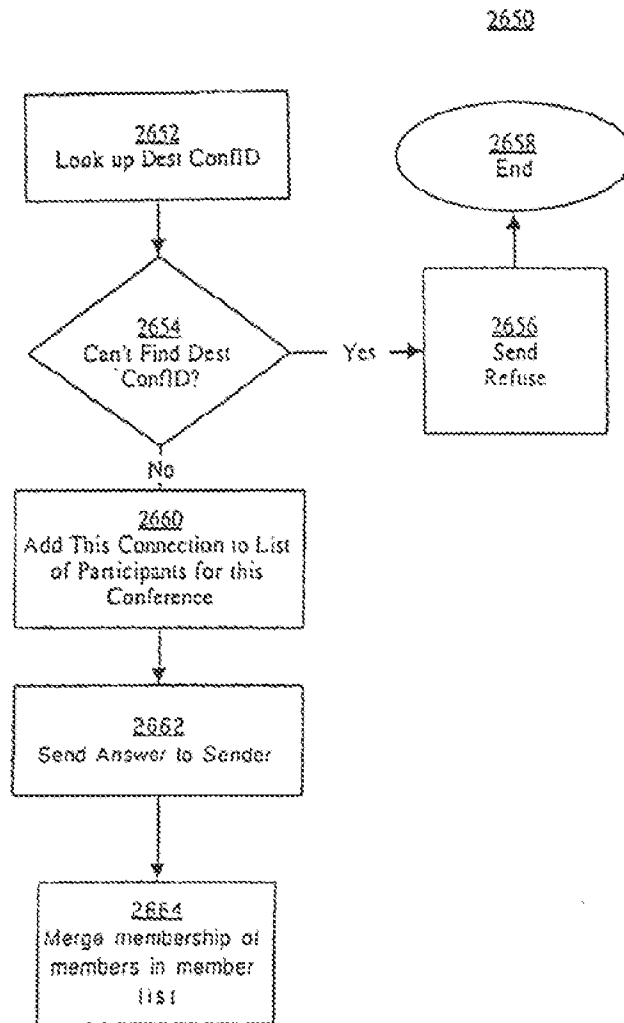 2650
2652
Look up Dest ConfID
2658
End
2654
Can't Find Dest
ConfID?
Yes
2656
Send
Refuse
No
2660
Add This Connection to List
of Participants for this
Conference
2662
Send Answer to Sender
2664
Merge membership of
members in member
list